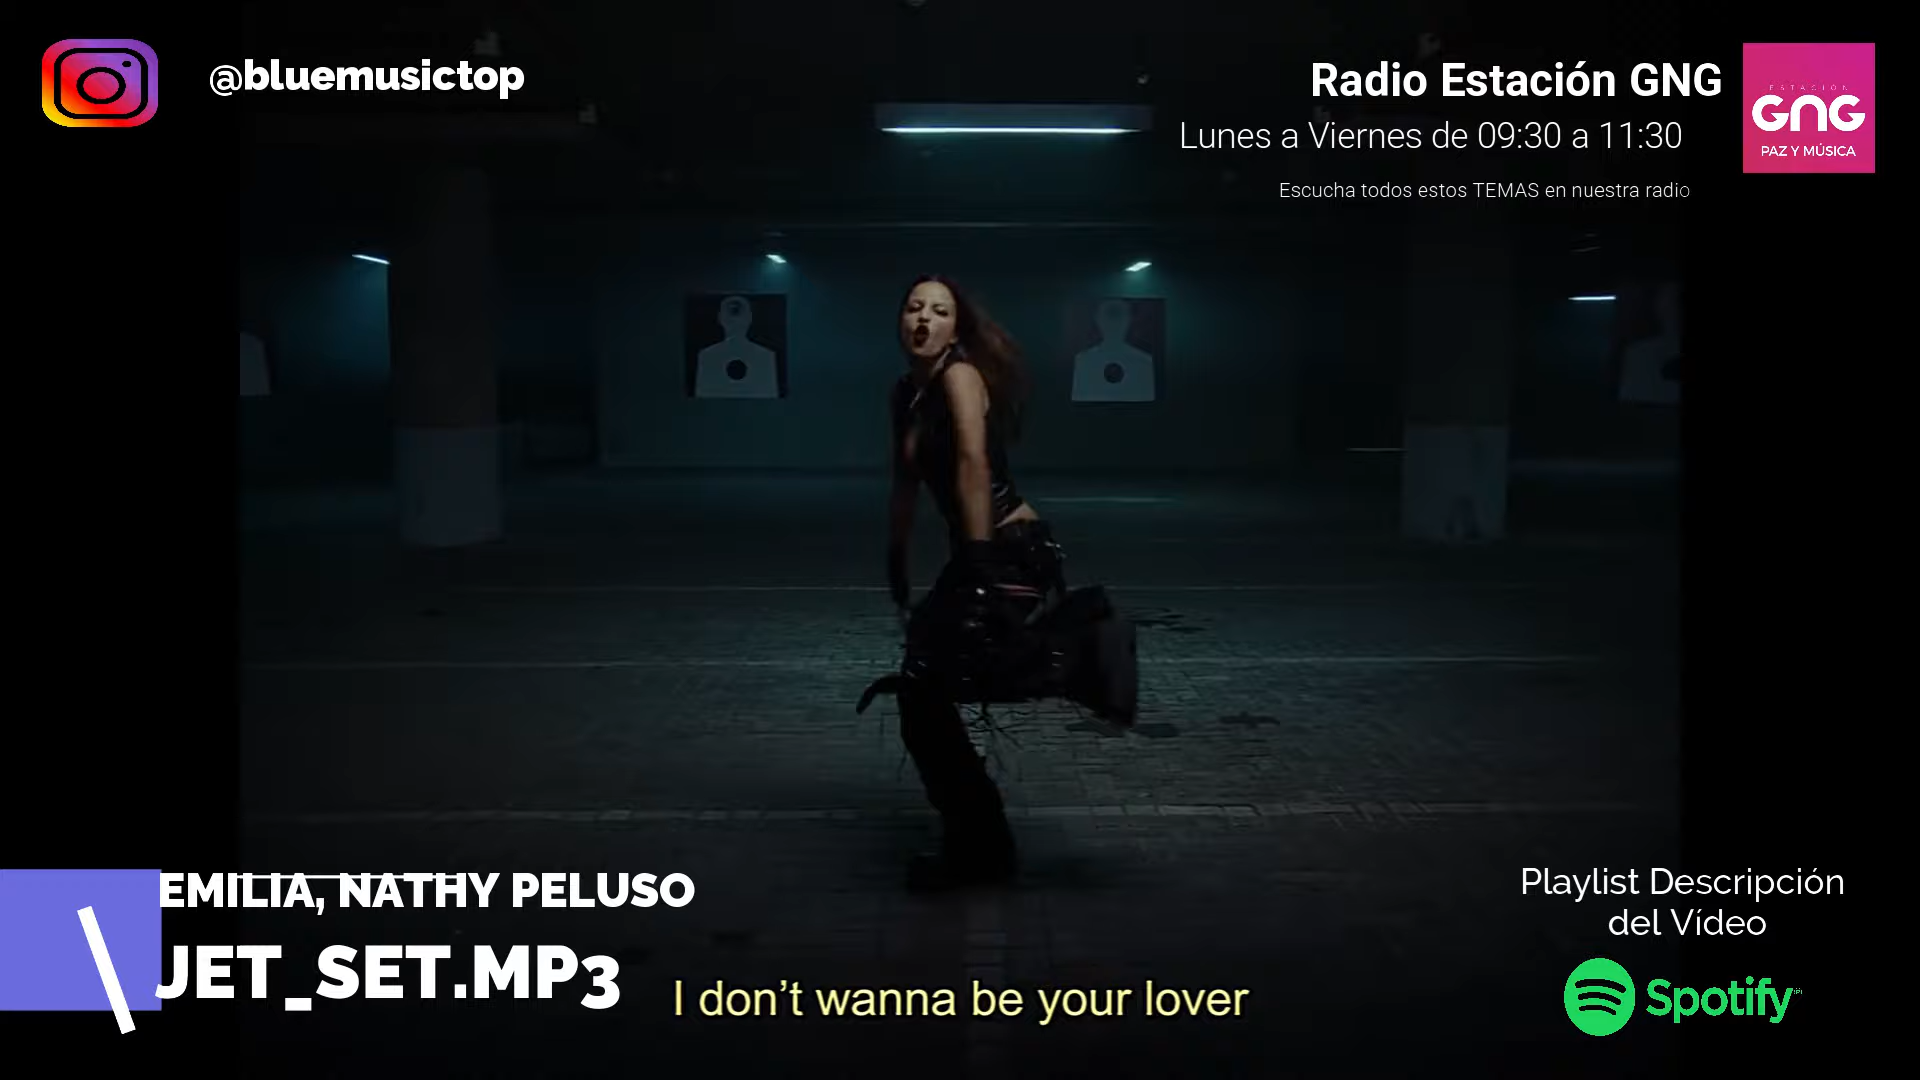 @bluemusictop
Radio Estación GNG
Lunes a Viernes de 09:30 a 11:30
Escucha todos estos TEMAS en nuestra radio
ESTACIÓN
GNG
PAZ Y MÚSICA
EMILIA, NATHY PELUSO
JET_SET.MP3
I don’t wanna be your lover
Playlist Descripción
del Vídeo
Spotify